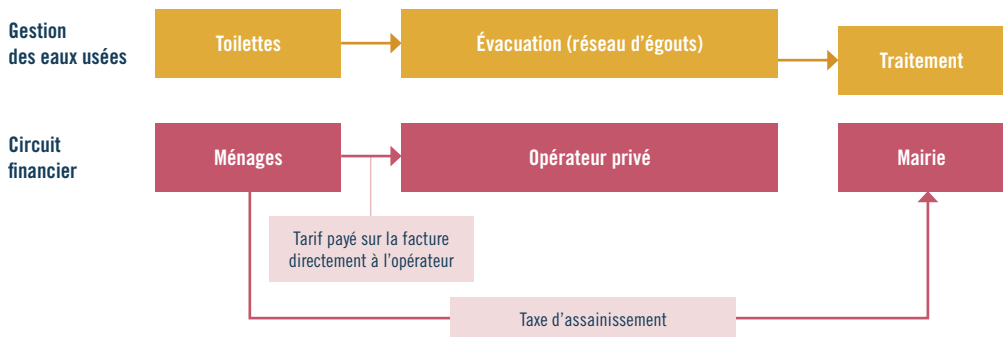 Gestion
des eaux usées
Toilettes
Évacuation (réseau d'égouts)
Traitement
Circuit
financier
Ménages
Opérateur privé
Mairie
Tarif payé sur la facture
directement à l'opérateur
Taxe d'assainissement